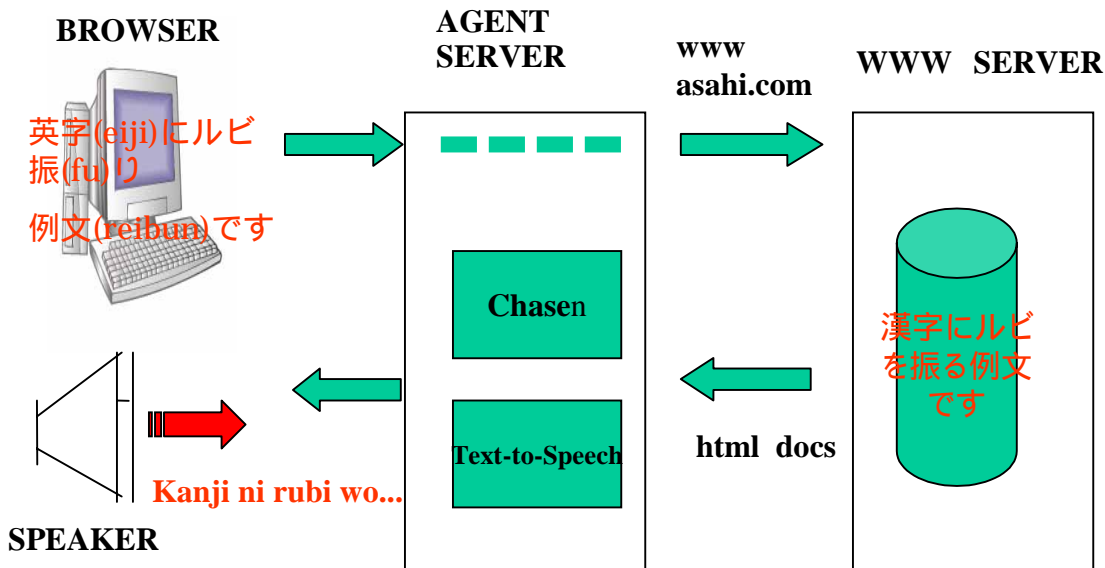 BROWSER
英字(eiji)にルビ
振(fu)り
例文(reibun)です
AGENT
SERVER
www
asahi.com
WWW SERVER
Chasen
Text-to-Speech
漢字にルビ
を振る例文
です
html docs
Kanji ni rubi wo...
SPEAKER